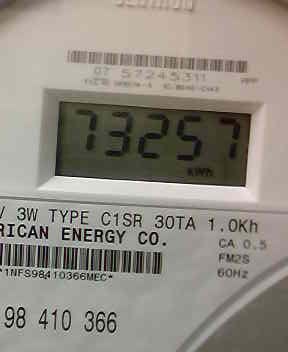 07 57245311
73257
kWh
V 3W TYPE C1SR 30TA 1.0Kh
RICAN ENERGY CO.
CA 0.5
FM2S
60Hz
*1NFS98410366MEC*
98 410 366